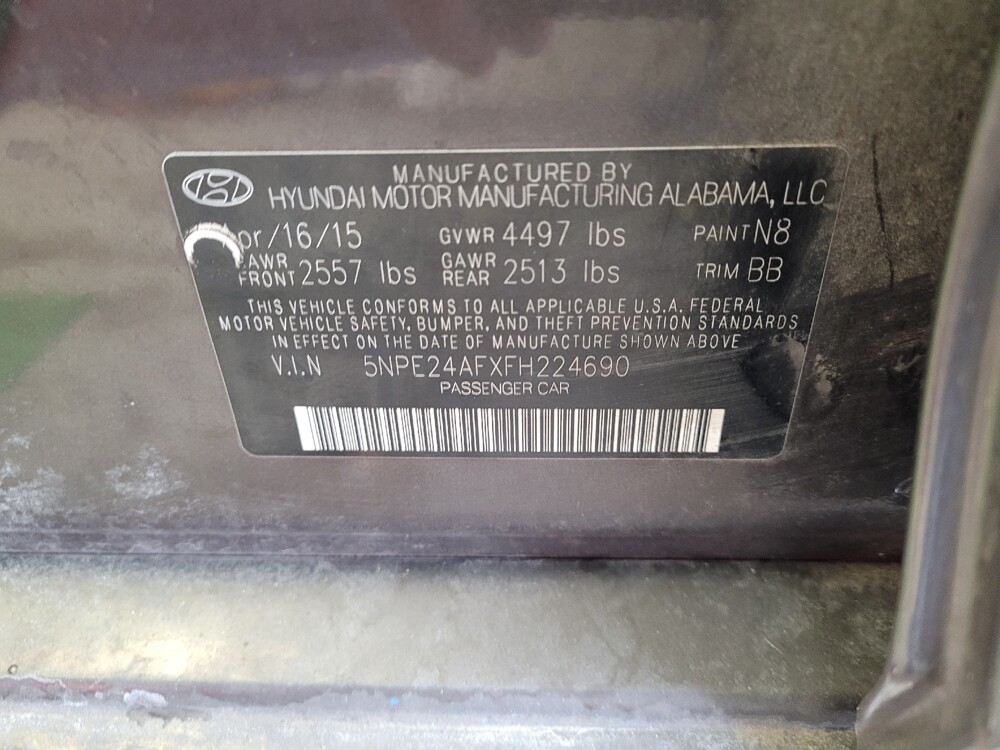 MANUFACTURED BY
HYUNDAI MOTOR MANUFACTURING ALABAMA, LLC
pr/16/15 GVWR 4497 lbs PAINT N8
GAWR FRONT 2557 lbs GAWR REAR 2513 lbs TRIM BB
THIS VEHICLE CONFORMS TO ALL APPLICABLE U.S.A. FEDERAL
MOTOR VEHICLE SAFETY, BUMPER, AND THEFT PREVENTION STANDARDS
IN EFFECT ON THE DATE OF MANUFACTURE SHOWN ABOVE
V.I.N 5NPE24AFXFH224690
PASSENGER CAR